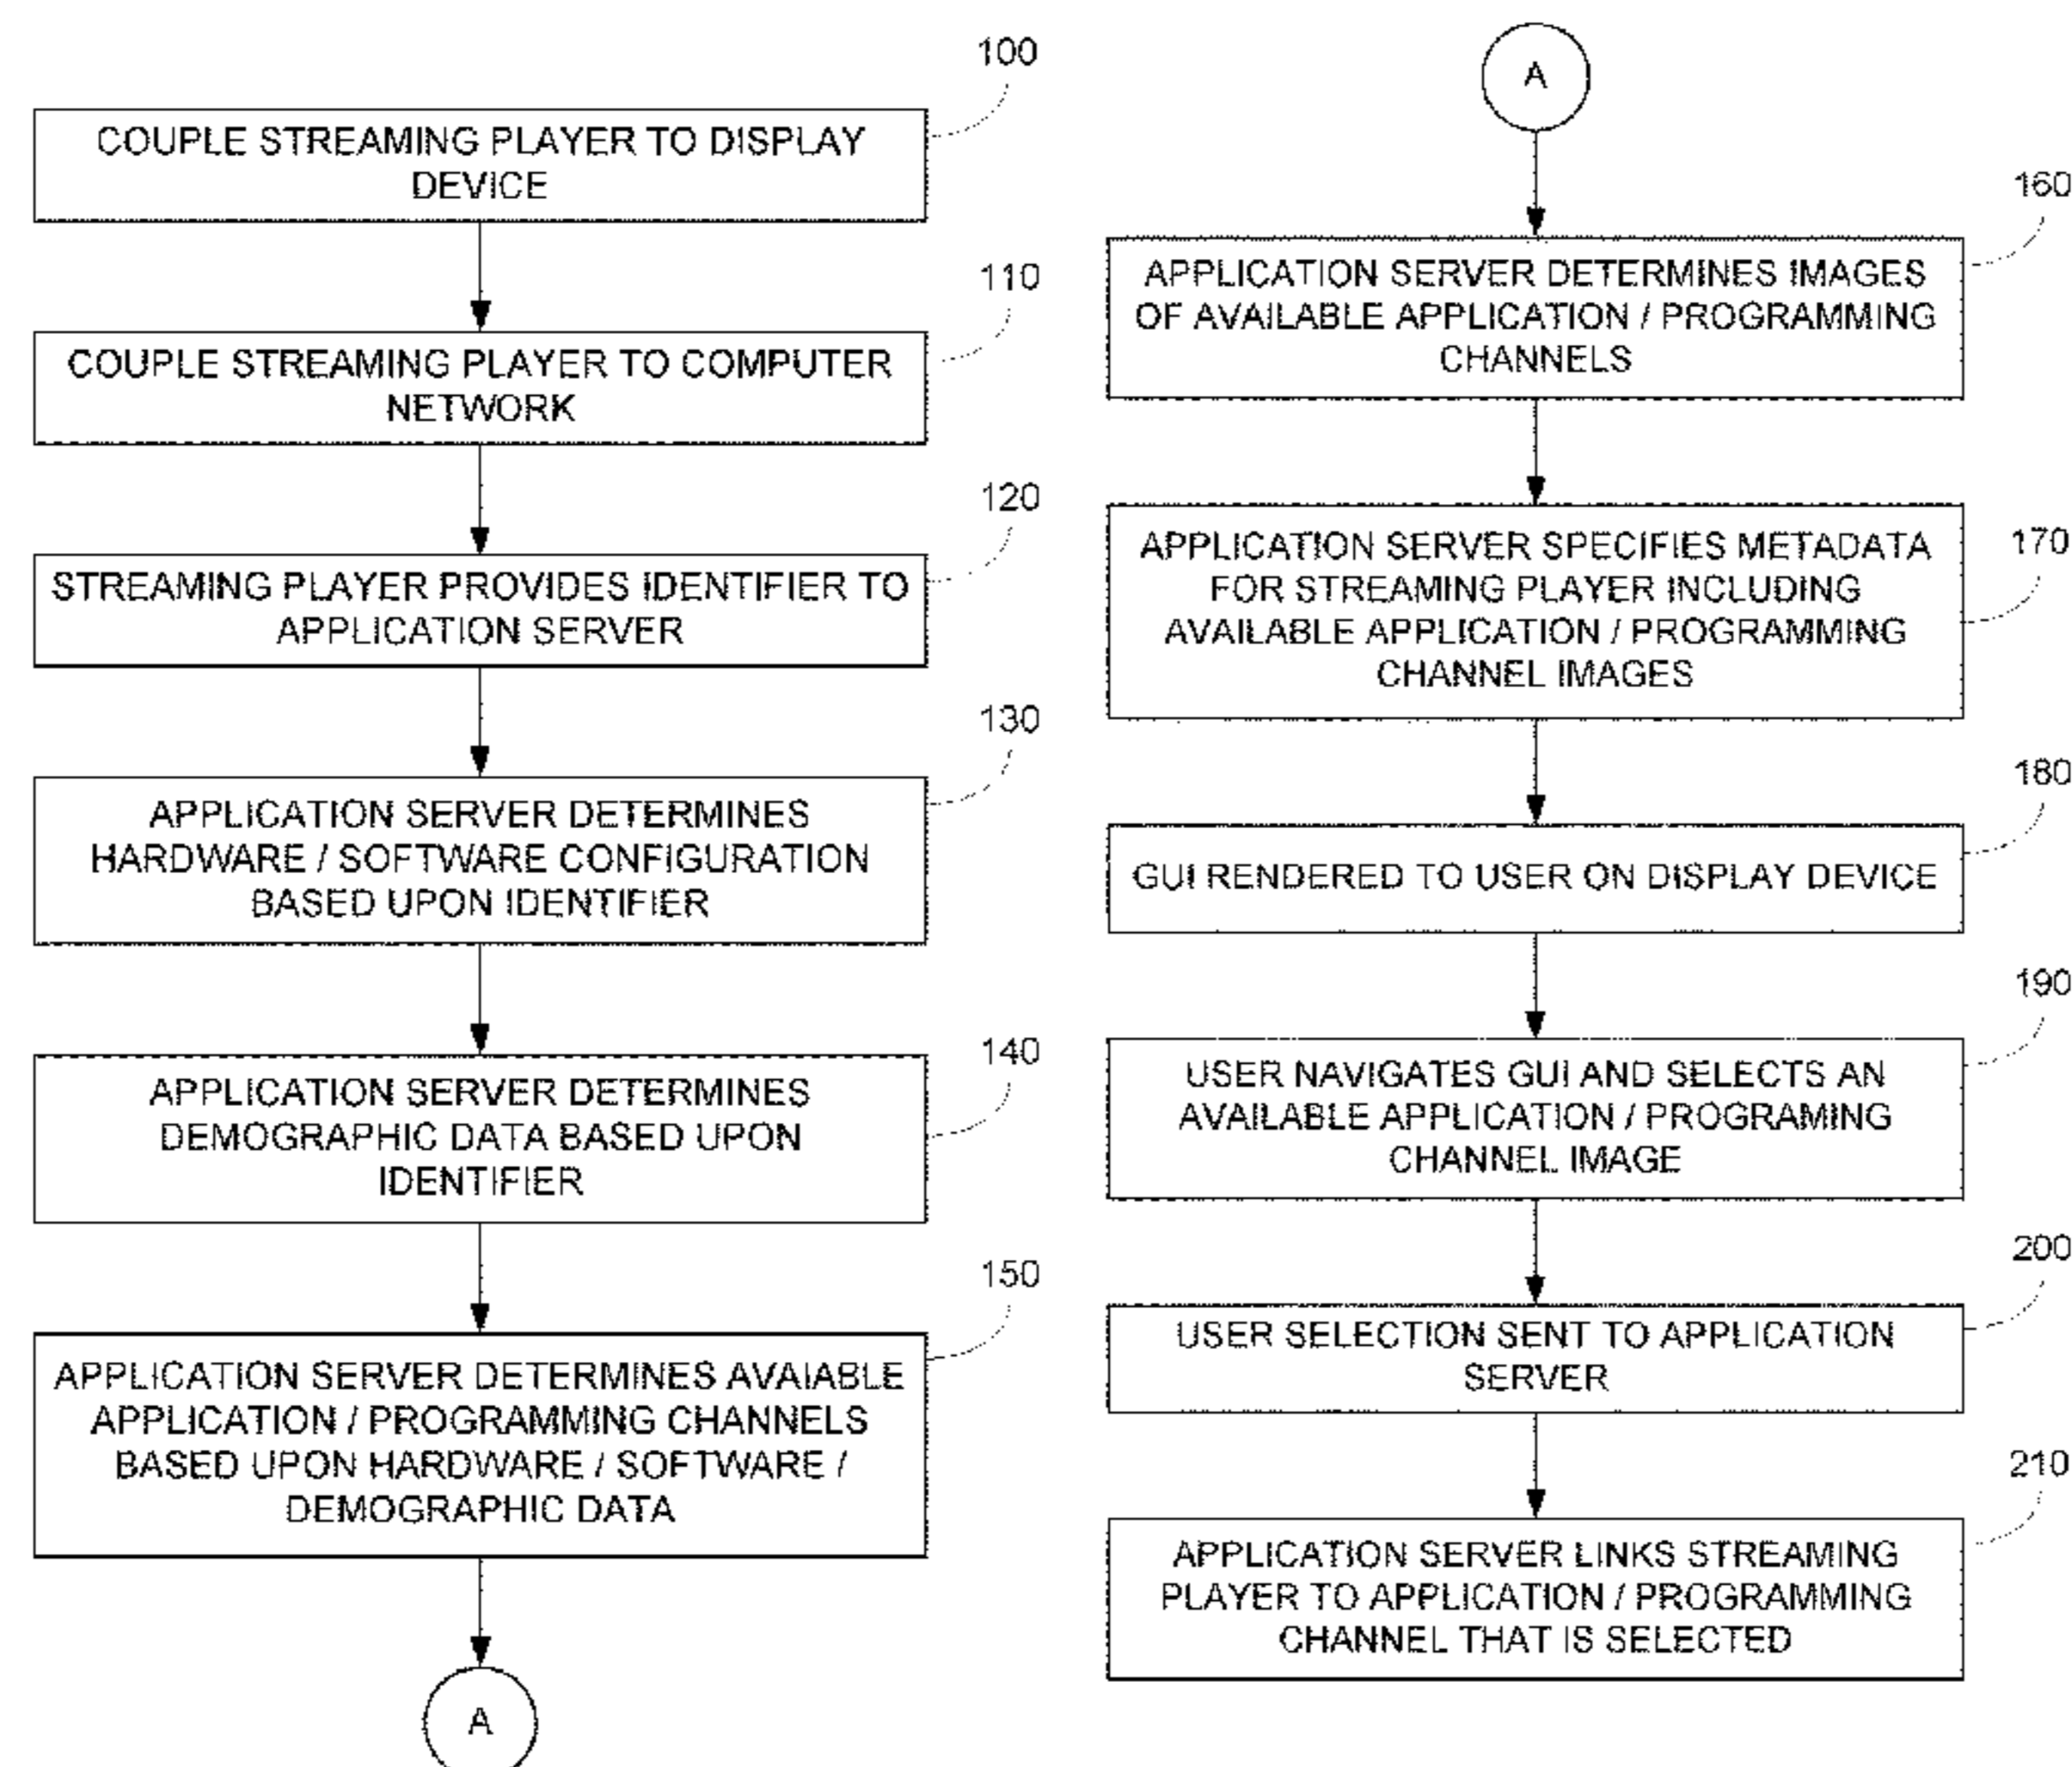 100
COUPLE STREAMING PLAYER TO DISPLAY
DEVICE
110
COUPLE STREAMING PLAYER TO COMPUTER
NETWORK
120
STREAMING PLAYER PROVIDES IDENTIFIER TO
APPLICATION SERVER
130
APPLICATION SERVER DETERMINES
HARDWARE / SOFTWARE CONFIGURATION
BASED UPON IDENTIFIER
140
APPLICATION SERVER DETERMINES
DEMOGRAPHIC DATA BASED UPON
IDENTIFIER
150
APPLICATION SERVER DETERMINES AVAIABLE
APPLICATION / PROGRAMMING CHANNELS
BASED UPON HARDWARE / SOFTWARE /
DEMOGRAPHIC DATA
A
A
160
APPLICATION SERVER DETERMINES IMAGES
OF AVAILABLE APPLICATION / PROGRAMMING
CHANNELS
170
APPLICATION SERVER SPECIFIES METADATA
FOR STREAMING PLAYER INCLUDING
AVAILABLE APPLICATION / PROGRAMMING
CHANNEL IMAGES
180
GUI RENDERED TO USER ON DISPLAY DEVICE
190
USER NAVIGATES GUI AND SELECTS AN
AVAILABLE APPLICATION / PROGRAMING
CHANNEL IMAGE
200
USER SELECTION SENT TO APPLICATION
SERVER
210
APPLICATION SERVER LINKS STREAMING
PLAYER TO APPLICATION / PROGRAMMING
CHANNEL THAT IS SELECTED